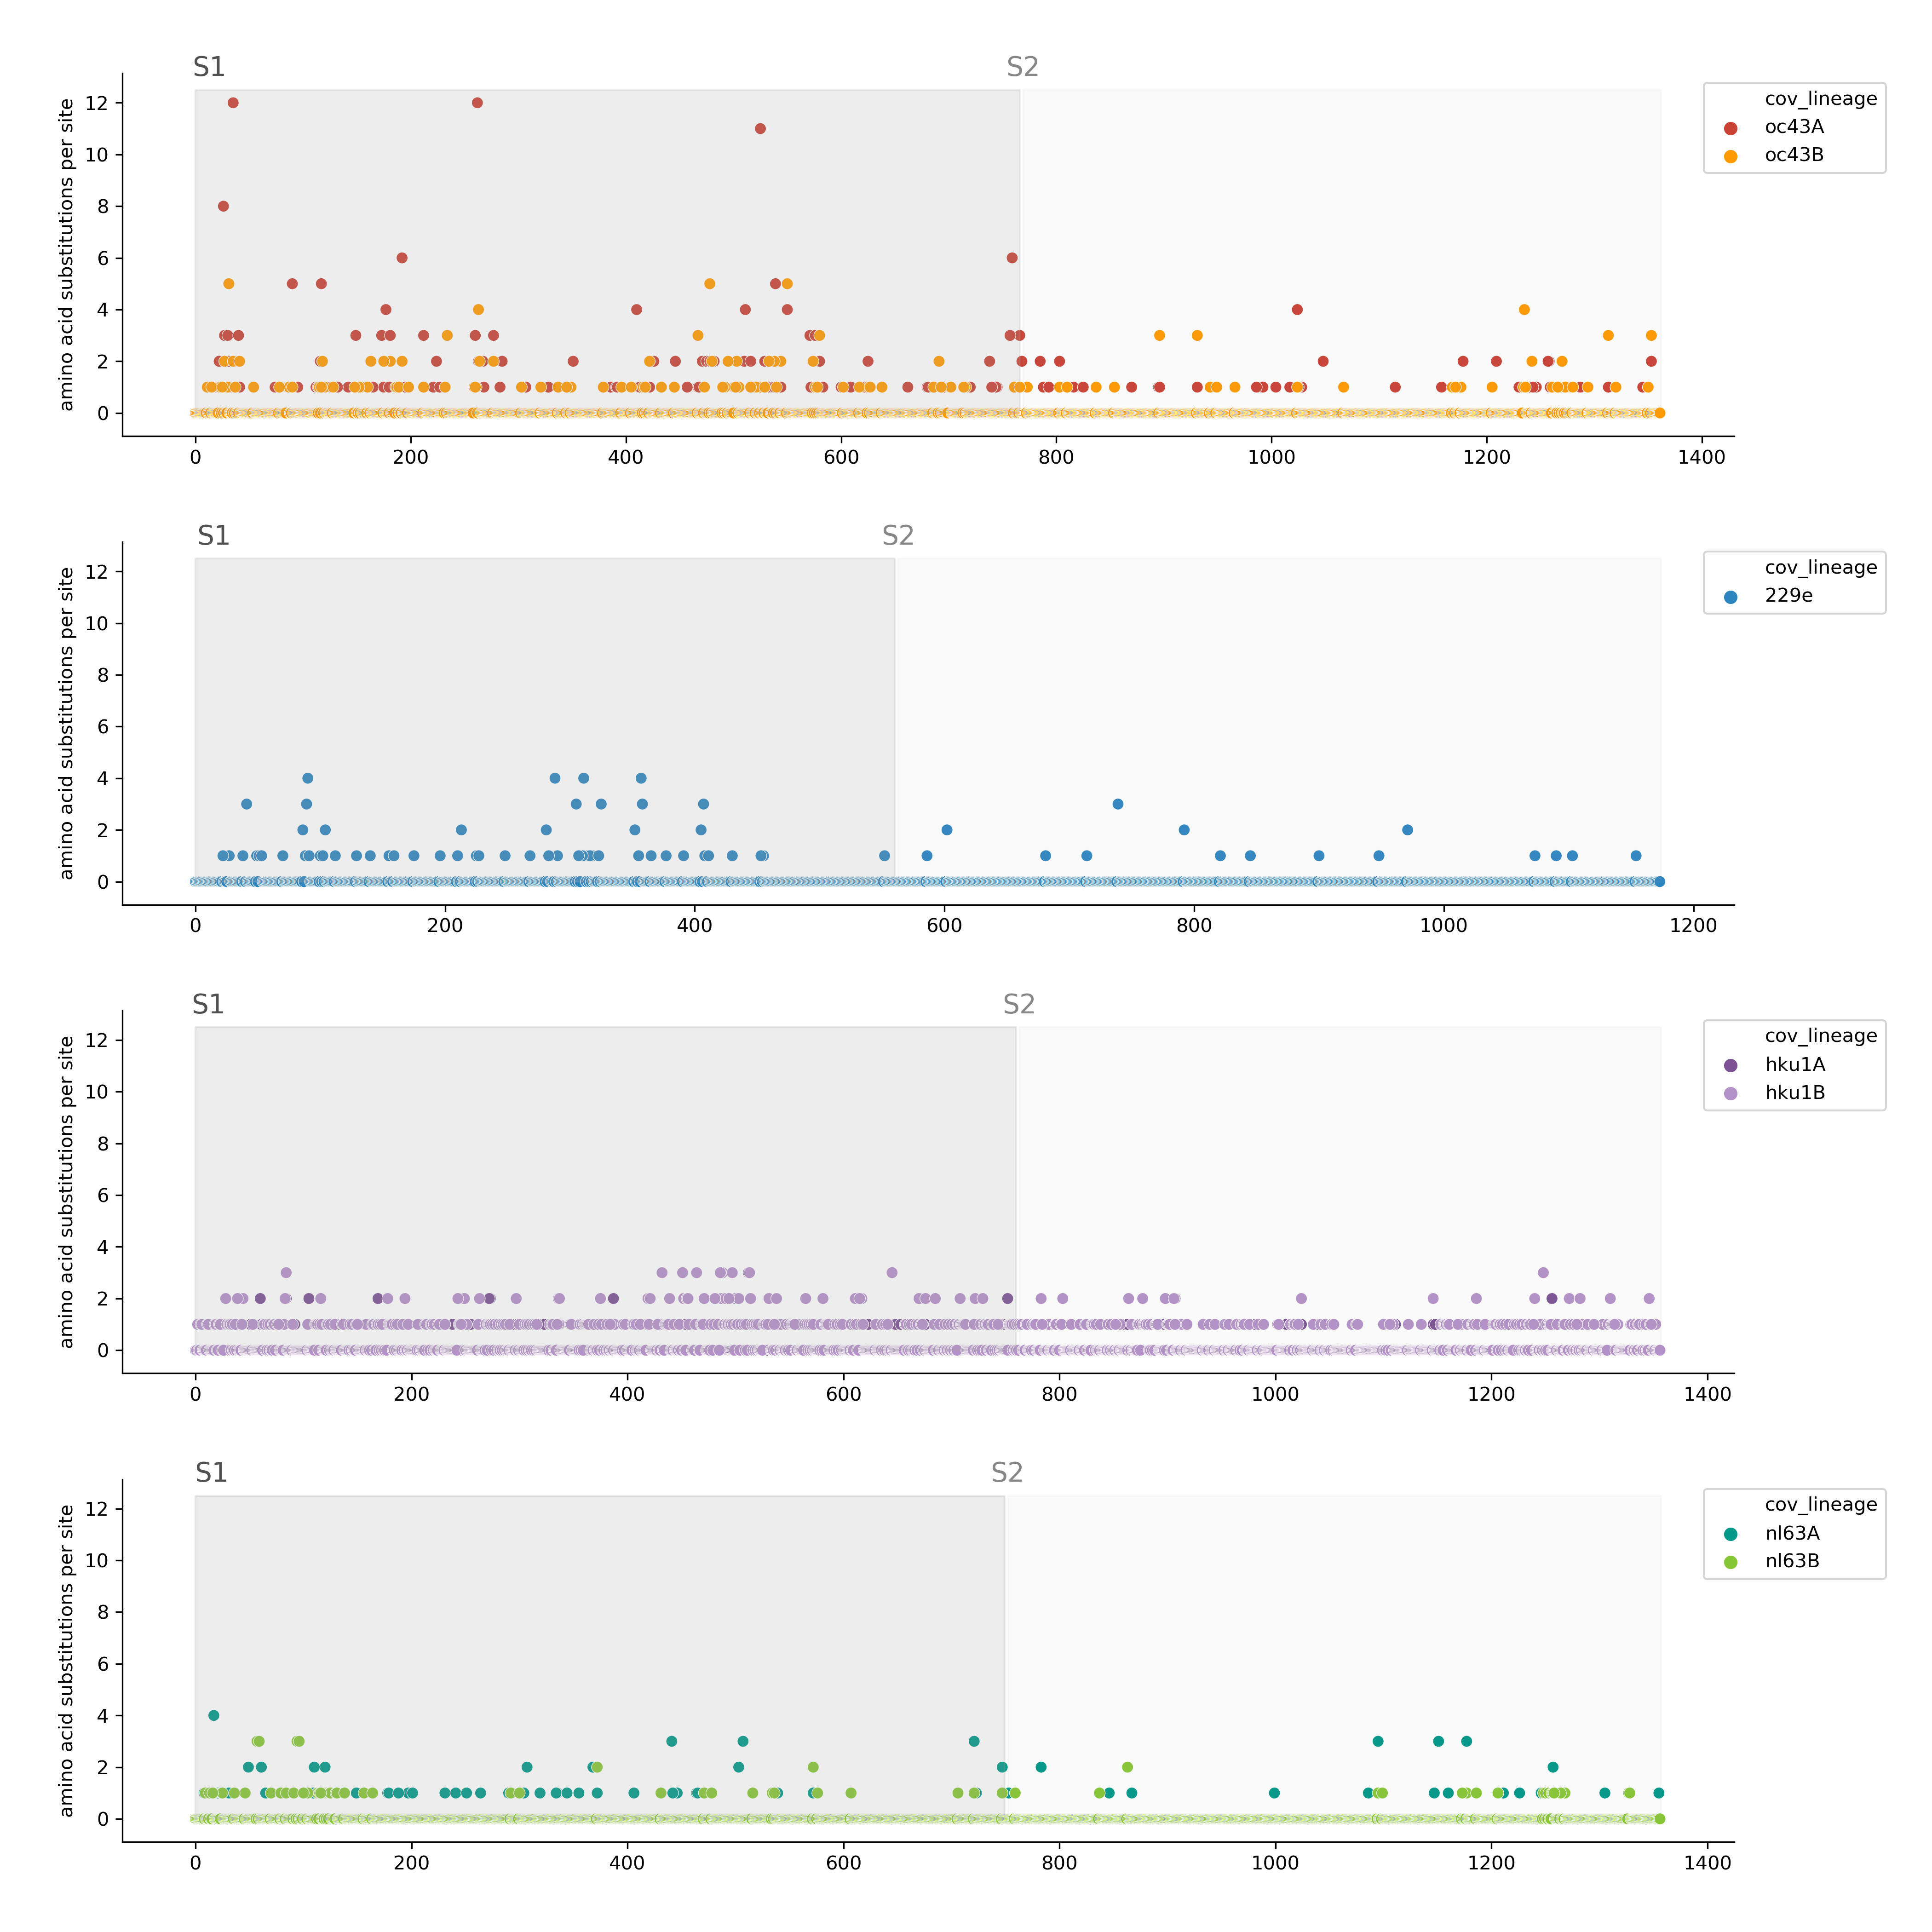 S1 S2
amino acid substitutions per site
12
10
8
6
4
2
0
0 200 400 600 800 1000 1200 1400
cov_lineage
oc43A
oc43B
S1 S2
amino acid substitutions per site
12
10
8
6
4
2
0
0 200 400 600 800 1000 1200
cov_lineage
229e
S1 S2
amino acid substitutions per site
12
10
8
6
4
2
0
0 200 400 600 800 1000 1200 1400
cov_lineage
hku1A
hku1B
S1 S2
amino acid substitutions per site
12
10
8
6
4
2
0
0 200 400 600 800 1000 1200 1400
cov_lineage
nl63A
nl63B